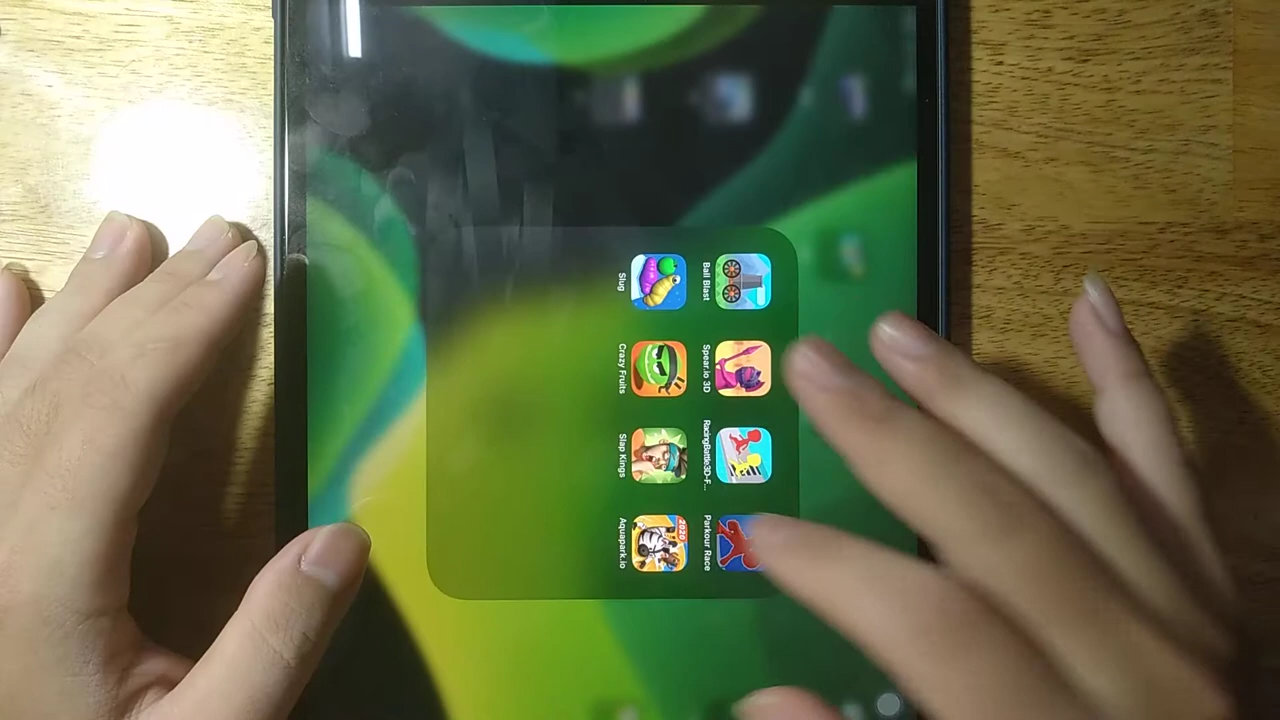 Ball Blast
Spear.io 3D
RacingBattle3D-F...
Parkour Race
Slug
Crazy Fruits
Slap Kings
Aquapark.io
2020